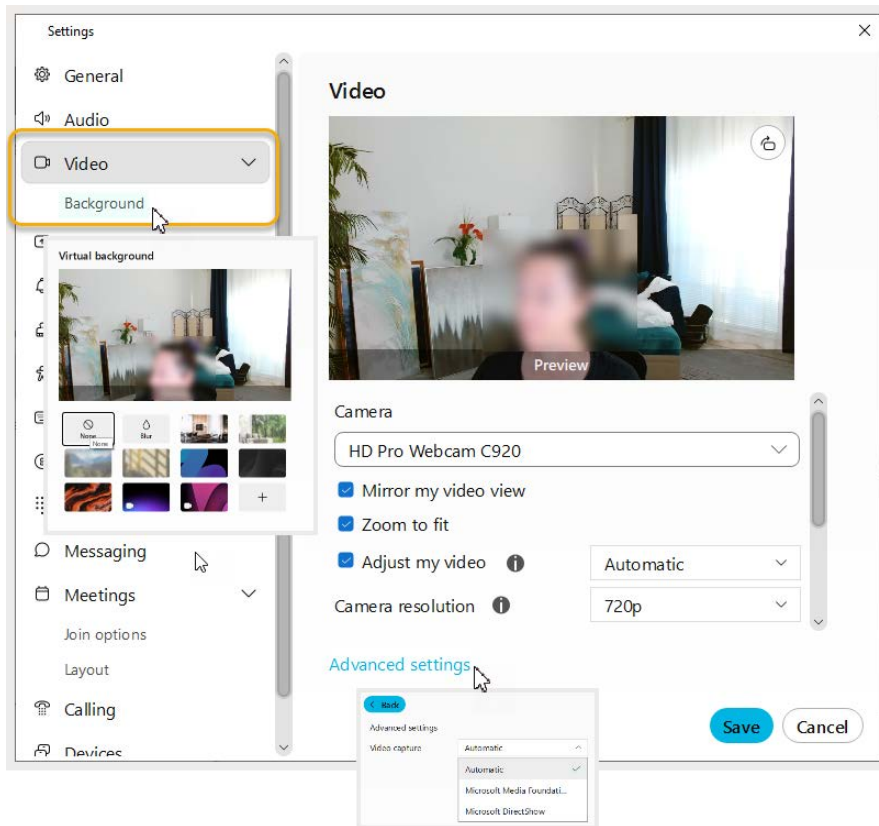 Settings
General
Audio
Video
Background
Virtual background
None
Blur
None
Messaging
Meetings
Join options
Layout
Calling
Devices
Video
Preview
Camera
HD Pro Webcam C920
Mirror my video view
Zoom to fit
Adjust my video
Automatic
Camera resolution
720p
Advanced settings
Back
Advanced settings
Video capture
Automatic
Automatic
Microsoft Media Foundati...
Microsoft DirectShow
Save
Cancel